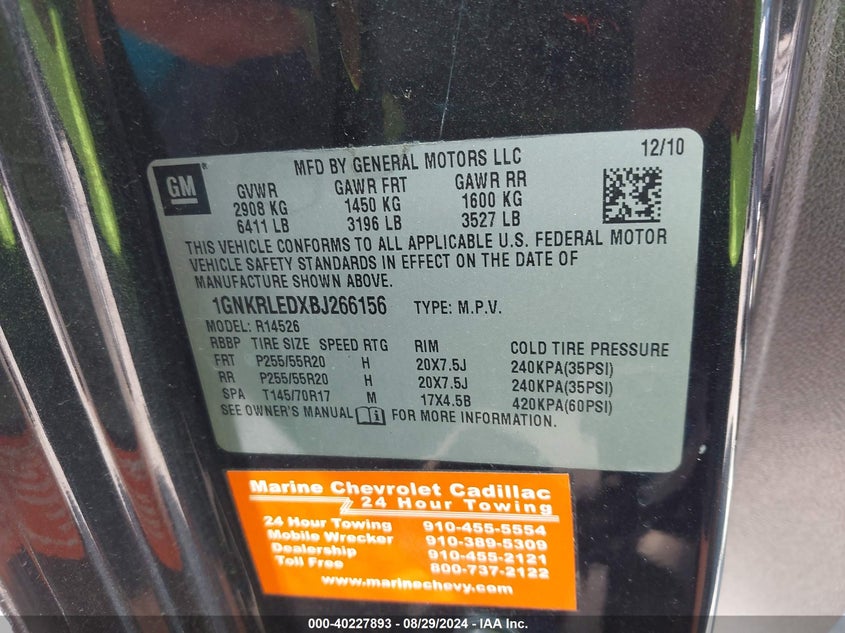 12/10
MFD BY GENERAL MOTORS LLC
GM
GVWR GAWR FRT GAWR RR
2908 KG 1450 KG 1600 KG
6411 LB 3196 LB 3527 LB
THIS VEHICLE CONFORMS TO ALL APPLICABLE U.S. FEDERAL MOTOR
VEHICLE SAFETY STANDARDS IN EFFECT ON THE DATE OF
MANUFACTURE SHOWN ABOVE.
1GNKRLEDXBJ266156 TYPE: M.P.V.
MODEL: R14526
RBBP TIRE SIZE SPEED RTG RIM COLD TIRE PRESSURE
FRT P255/55R20 H 20X7.5J 240KPA(35PSI)
RR P255/55R20 H 20X7.5J 240KPA(35PSI)
SPA T145/70R17 M 17X4.5B 420KPA(60PSI)
SEE OWNER'S MANUAL FOR MORE INFORMATION.
Marine Chevrolet Cadillac
24 Hour Towing
24 Hour Towing 910-455-5554
Mobile Wrecker 910-389-5309
Dealership 910-455-2121
Toll Free 800-737-2122
www.marinechevy.com
000-40227893 - 08/29/2024 - IAA Inc.